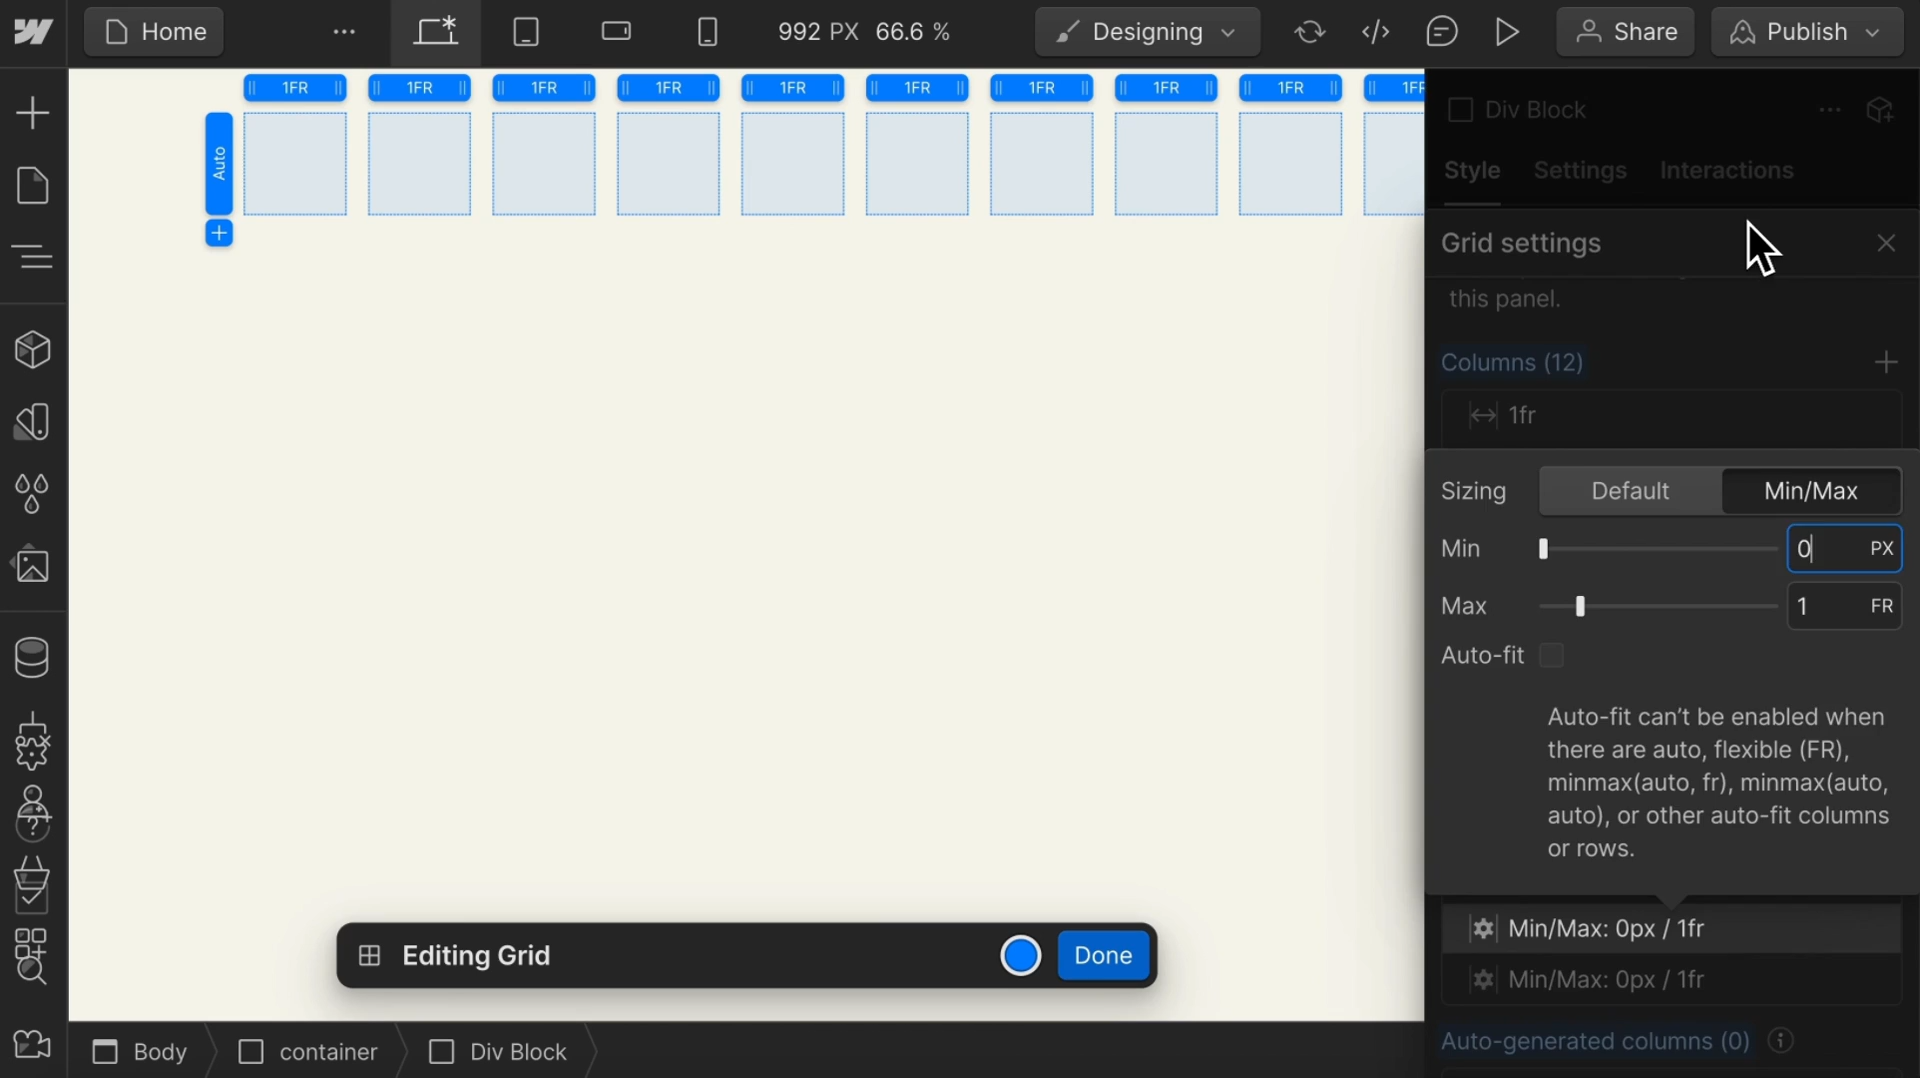 Home
...
992 PX 66.6 %
Designing
Share
Publish
1FR 1FR 1FR 1FR 1FR 1FR 1FR 1FR 1FR 1FR
Auto
Div Block
Style Settings Interactions
Grid settings
this panel.
Columns (12)
1fr
Sizing Default Min/Max
Min 0 PX
Max 1 FR
Auto-fit
Auto-fit can't be enabled when
there are auto, flexible (FR),
minmax(auto, fr), minmax(auto,
auto), or other auto-fit columns
or rows.
Min/Max: 0px / 1fr
Min/Max: 0px / 1fr
Auto-generated columns (0)
Editing Grid
Done
Body container Div Block